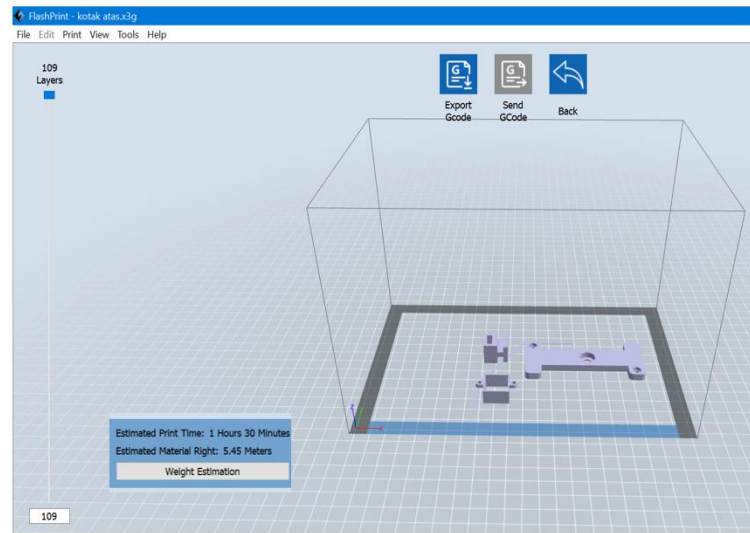 FlashPrint - kotak atas.x3g
File Edit Print View Tools Help
109
Layers
Export
Gcode
Send
GCode
Back
Estimated Print Time: 1 Hours 30 Minutes
Estimated Material Right: 5.45 Meters
Weight Estimation
109